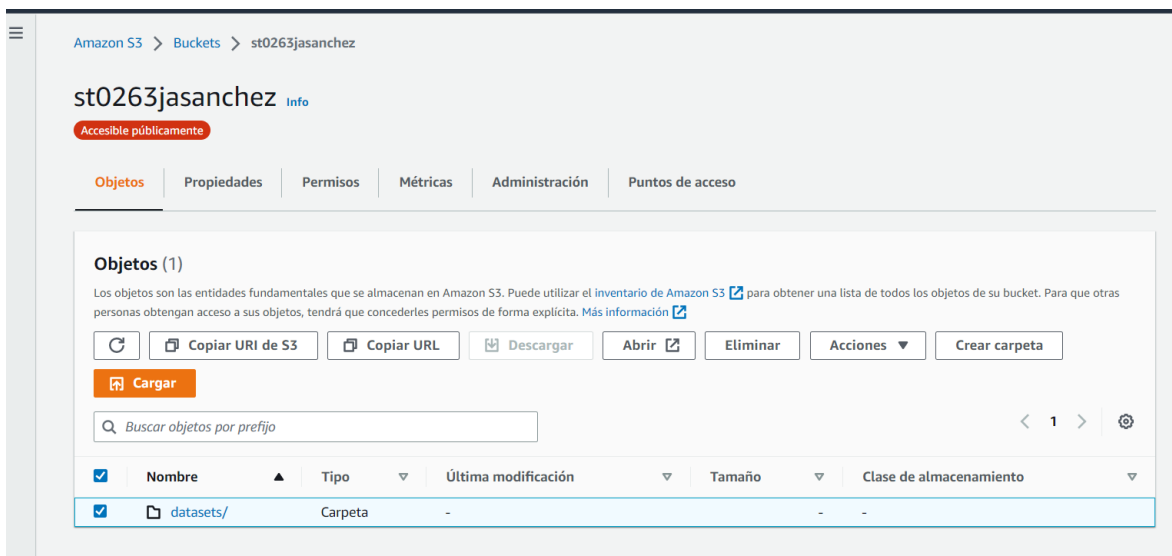 Amazon S3 > Buckets > st0263jasanchez
st0263jasanchez Info
Accesible públicamente
Objetos Propiedades Permisos Métricas Administración Puntos de acceso
Objetos (1)
Los objetos son las entidades fundamentales que se almacenan en Amazon S3. Puede utilizar el inventario de Amazon S3 para obtener una lista de todos los objetos de su bucket. Para que otras
personas obtengan acceso a sus objetos, tendrá que concederles permisos de forma explícita. Más información
Copiar URI de S3 Copiar URL Descargar Abrir Eliminar Acciones Crear carpeta
Cargar
Buscar objetos por prefijo
< 1 >
Nombre Tipo Última modificación Tamaño Clase de almacenamiento
datasets/ Carpeta - - -